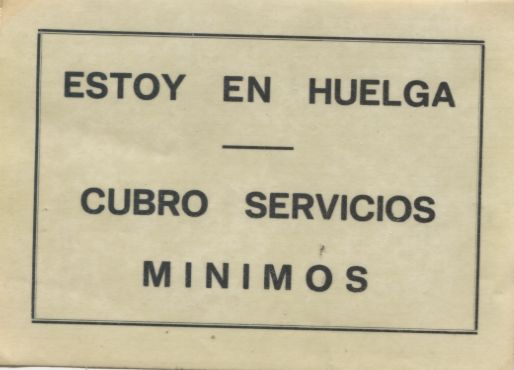 ESTOY EN HUELGA
CUBRO SERVICIOS
MINIMOS